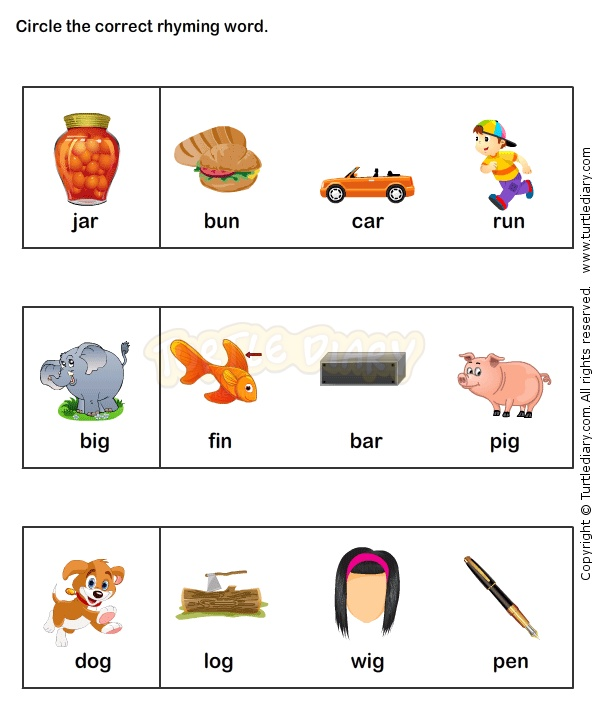 Circle the correct rhyming word.
jar bun car run
TURTLE DIARY
big fin bar pig
dog log wig pen
Copyright © Turtlediary.com. All rights reserved. www.turtlediary.com